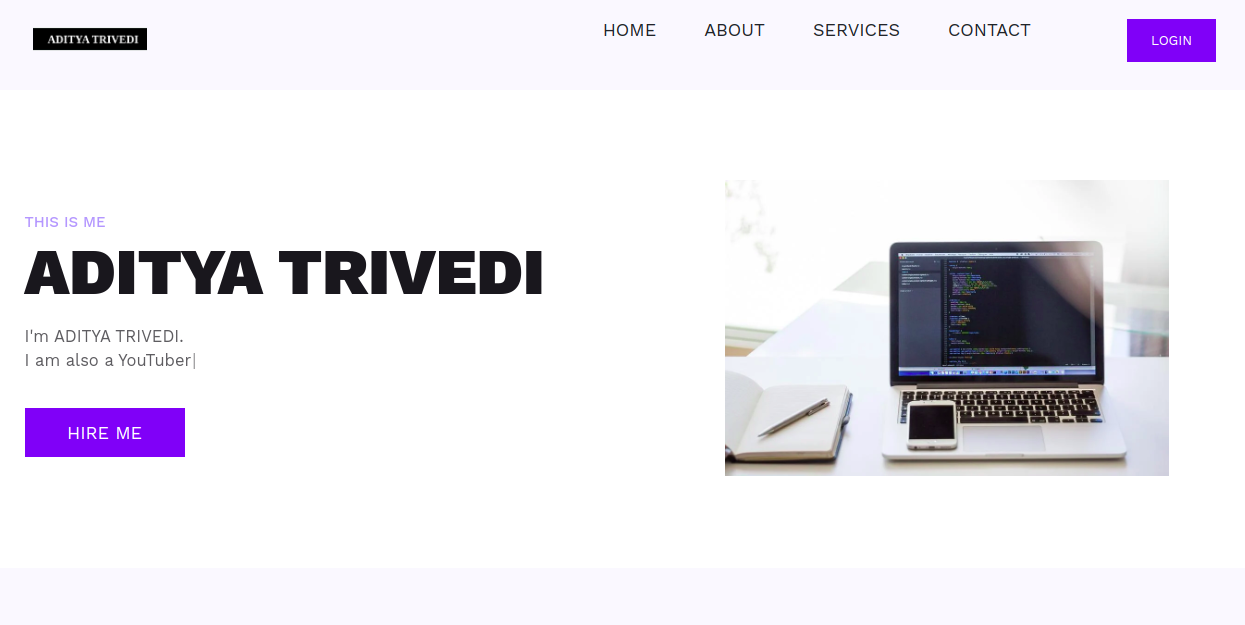 ADITYA TRIVEDI
HOME ABOUT SERVICES CONTACT
LOGIN
THIS IS ME
ADITYA TRIVEDI
I'm ADITYA TRIVEDI.
I am also a YouTuber|
HIRE ME